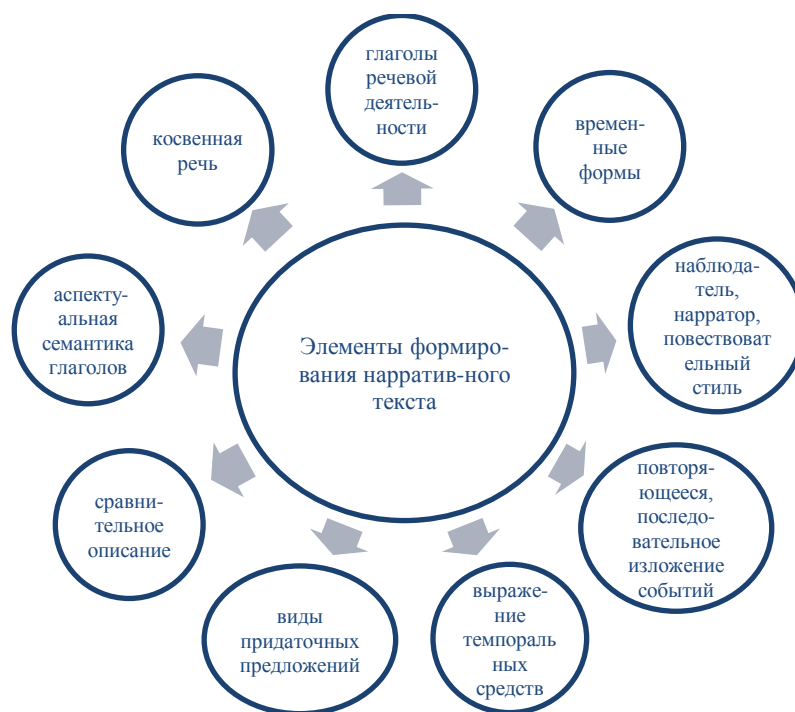 глаголы
речевой
деятель-
ности
времен-
ные
формы
наблюда-
тель,
нарратор,
повествоват
ельный
стиль
повторя-
ющееся,
последо-
вательное
изложение
событий
выраже-
ние
темпораль
ных
средств
виды
придаточных
предложений
сравни-
тельное
описание
аспекту-
альная
семантика
глаголов
косвенная
речь
Элементы формиро-
вания нарратив-ного
текста